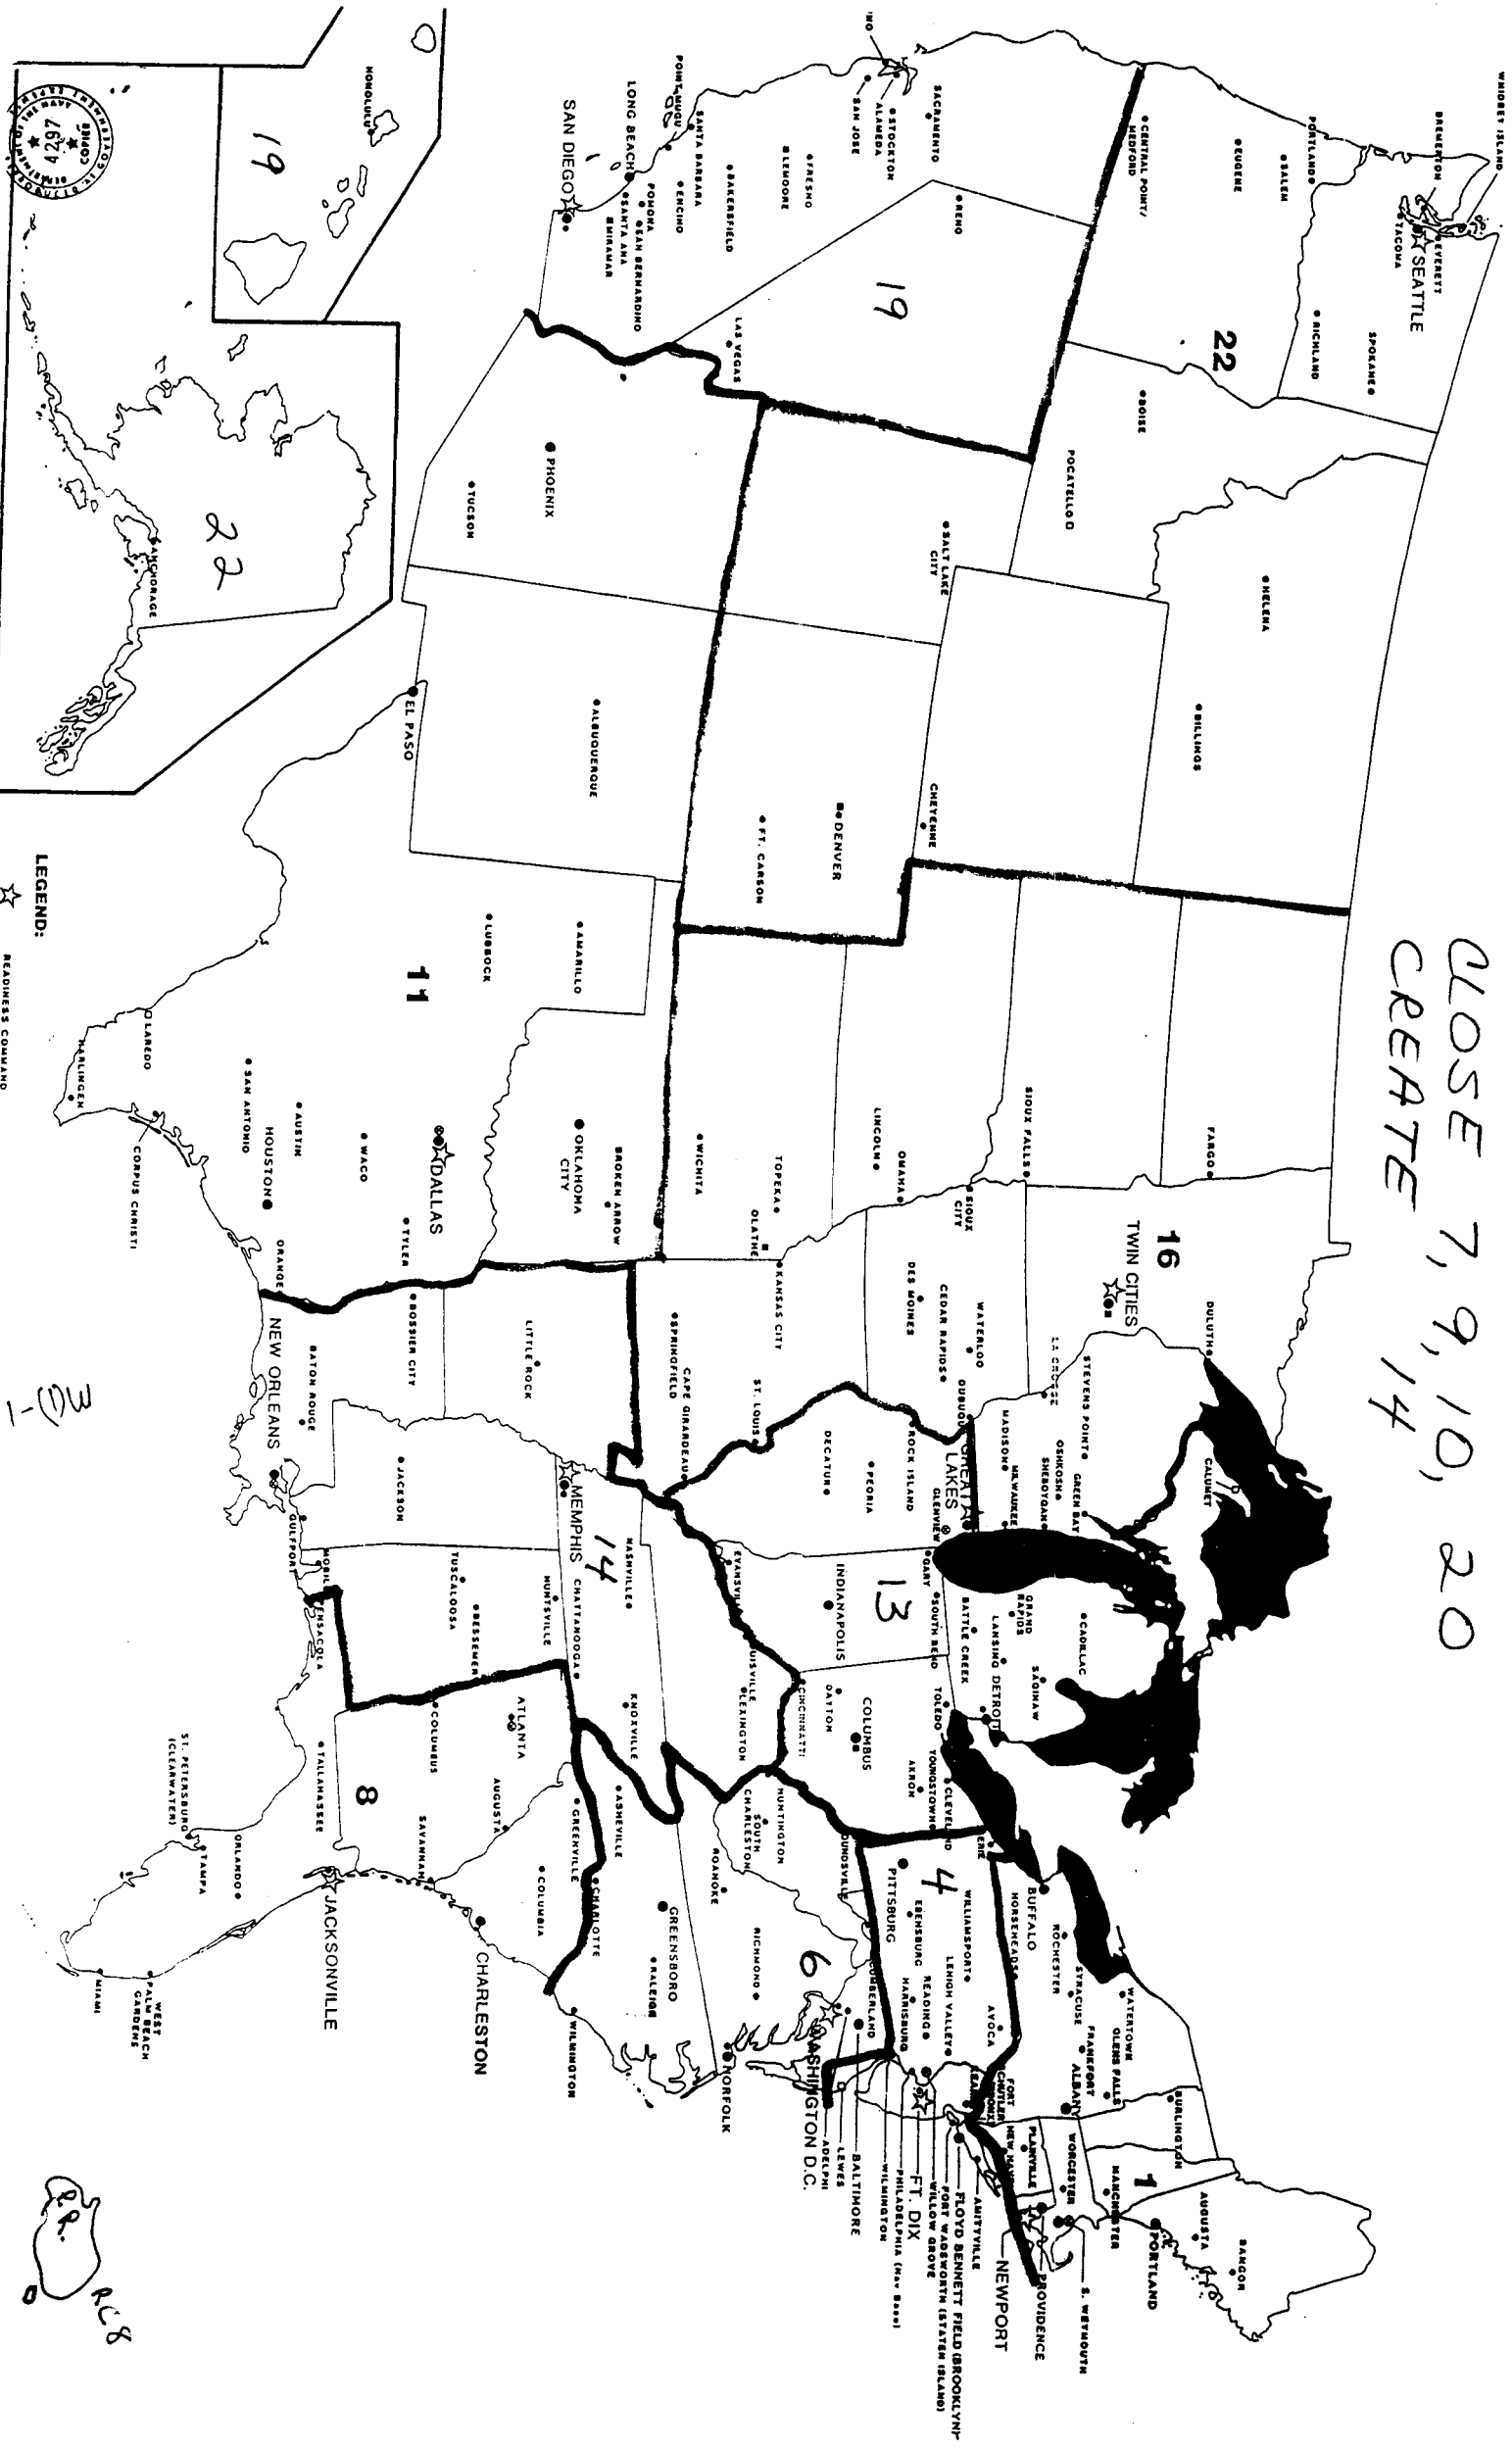 CLOSE 7, 9, 10, 20
CREATE 14
WHIDBEY ISLAND
BREMERTON
EVERETT
SEATTLE
TACOMA
SPOKANE
PORTLAND
SALEM
RICHLAND
EUGENE
22
CENTRAL POINT/
MEDFORD
BOISE
POCATELLO
HELENA
BILLINGS
FARGO
DULUTH
16
TWIN CITIES
CALUMET
SACRAMENTO
RENO
STOCKTON
ALAMEDA
SAN JOSE
19
FRESNO
LEMOORE
BAKERSFIELD
LAS VEGAS
SANTA BARBARA
ENCINO
POINT MUGU
POMONA
SAN BERNARDINO
SANTA ANA
MIRAMAR
LONG BEACH
SAN DIEGO
SALT LAKE
CITY
CHEYENNE
DENVER
FT. CARSON
PHOENIX
TUCSON
ALBUQUERQUE
EL PASO
AMARILLO
LUBBOCK
11
SIOUX FALLS
SIOUX
CITY
OMAHA
LINCOLN
TOPEKA
OLATHE
WICHITA
KANSAS CITY
BROKEN ARROW
OKLAHOMA
CITY
DALLAS
WACO
TYLER
AUSTIN
SAN ANTONIO
HOUSTON
ORANGE
LAREDO
CORPUS CHRISTI
HARLINGEN
LA CROSSE
STEVENS POINT
GREEN BAY
OSHKOSH
SHEBOYGAN
MILWAUKEE
MADISON
WATERLOO
CEDAR RAPIDS
DES MOINES
GREAT
LAKES
GLENVIEW
ROCK ISLAND
PEORIA
DECATUR
ST. LOUIS
CAPE GIRARDEAU
SPRINGFIELD
LITTLE ROCK
BOSSIER CITY
BATON ROUGE
NEW ORLEANS
JACKSON
GULFPORT
MEMPHIS
14
NASHVILLE
CHATTANOOGA
HUNTSVILLE
BESSEMER
TUSCALOOSA
CADILLAC
SAGINAW
GRAND
RAPIDS
LANSING
DETROIT
BATTLE CREEK
SOUTH BEND
GARY
13
INDIANAPOLIS
EVANSVILLE
LEXINGTON
CINCINNATI
DAYTON
COLUMBUS
TOLEDO
CLEVELAND
YOUNGSTOWN
AKRON
KNOXVILLE
ATLANTA
COLUMBUS
AUGUSTA
SAVANNAH
8
TALLAHASSEE
JACKSONVILLE
ORLANDO
TAMPA
ST. PETERSBURG
(CLEARWATER)
WEST
PALM BEACH
GARDENS
MIAMI
ASHEVILLE
GREENVILLE
CHARLOTTE
COLUMBIA
CHARLESTON
HUNTINGTON
SOUTH
CHARLESTON
ROANOKE
GREENSBORO
RALEIGH
WILMINGTON
RICHMOND
NORFOLK
6
WASHINGTON D.C.
CUMBERLAND
4
PITTSBURG
EBENSBURG
WILLIAMSPORT
HARRISBURG
READING
LEHIGH VALLEY
AVOCA
BUFFALO
HORSEHEADS
ROCHESTER
SYRACUSE
WATERTOWN
GLENS FALLS
FRANKFORT
ALBANY
BURLINGTON
1
WORCESTER
PLAINVILLE
MANCHESTER
AUGUSTA
BANGOR
PORTLAND
S. WEYMOUTH
PROVIDENCE
NEWPORT
AMITYVILLE
FLOYD BENNETT FIELD (BROOKLYN)
FORT WADSWORTH (STATEN ISLAND)
WILLOW GROVE
FT. DIX
PHILADELPHIA (Nav Base)
WILMINGTON
BALTIMORE
LEWES
ADELPHI
HONOLULU
19
22
ANCHORAGE
LEGEND:
READINESS COMMAND
P.R.
RC8
COPIER
4297